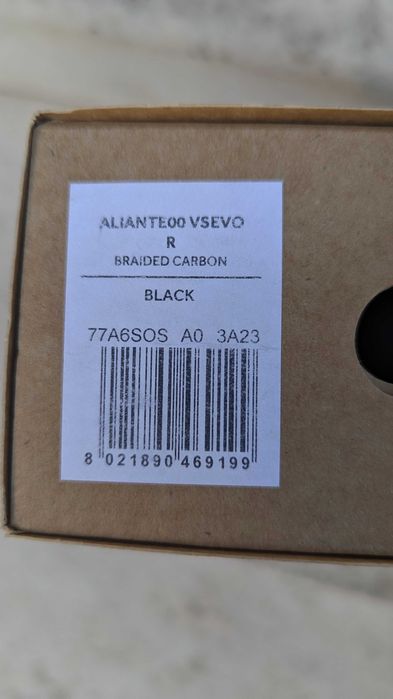 ALIANTE00 VSEVO
R
BRAIDED CARBON
BLACK
77A6SOS A0 3A23
8 021890 469199